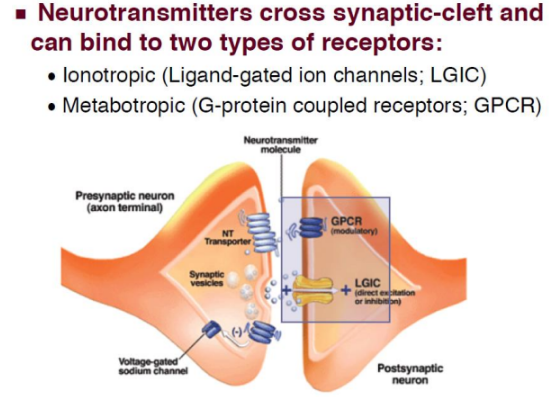 ▪ Neurotransmitters cross synaptic-cleft and
can bind to two types of receptors:
• Ionotropic (Ligand-gated ion channels; LGIC)
• Metabotropic (G-protein coupled receptors; GPCR)
Neurotransmitter
molecule
Presynaptic neuron
(axon terminal)
NT
Transporter
GPCR
(modulatory)
Synaptic
vesicles
+
+
LGIC
(direct excitation
or inhibition)
(-)
Voltage-gated
sodium channel
Postsynaptic
neuron